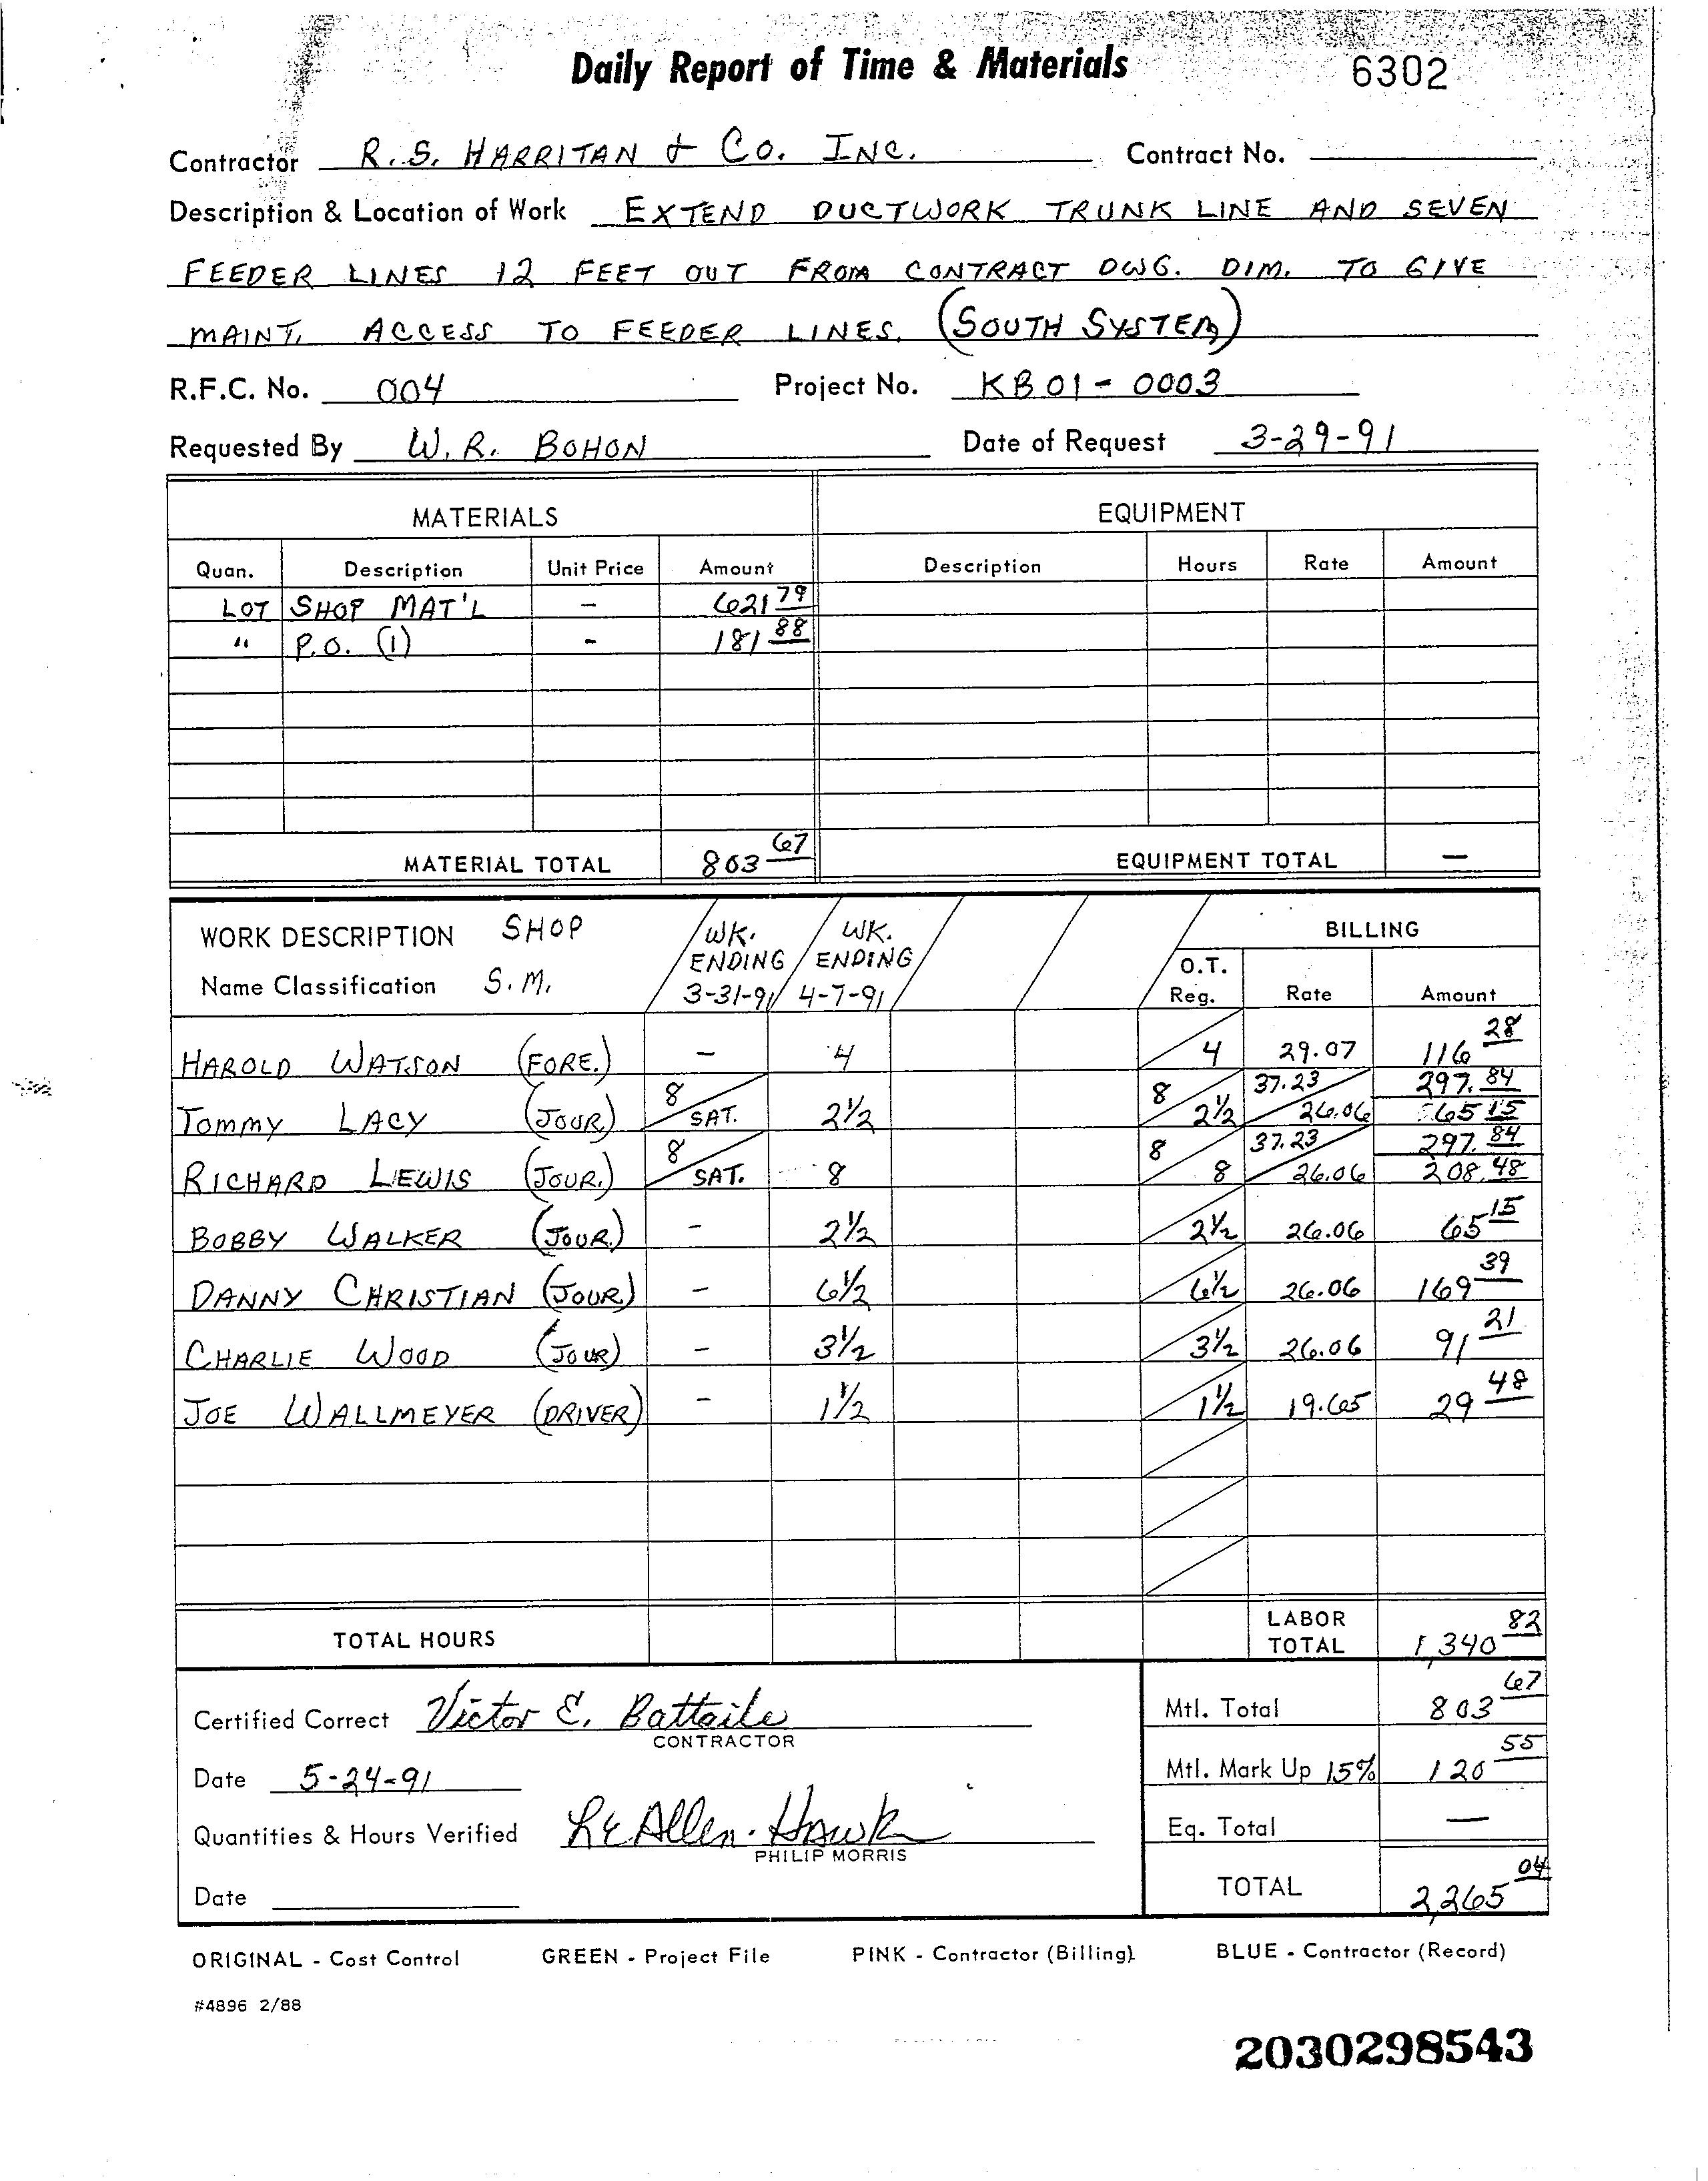 Daily Report of Time & Materials 6302
Contractor R.S. HARRITAN & CO. INC. Contract No.
Description & Location of Work EXTEND DUCTWORK TRUNK LINE AND SEVEN
FEEDER LINES 12 FEET OUT FROM CONTRACT DWG. DIM. TO GIVE
MAINT. ACCESS TO FEEDER LINES. (SOUTH SYSTEM)
R.F.C. No. 004 Project No. KB01-0003
Requested By W.R. BOHON Date of Request 3-29-91
MATERIALS EQUIPMENT
Quan. Description Unit Price Amount Description Hours Rate Amount
LOT SHOP MAT'L - 621 79
" P.O. (1) - 181 88
MATERIAL TOTAL 803 67 EQUIPMENT TOTAL —
WORK DESCRIPTION SHOP WK. WK. BILLING
ENDING ENDING O.T.
Name Classification S.M. 3-31-91 4-7-91 Reg. Rate Amount
HAROLD WATSON (FORE.) - 4 4 29.07 116 28
8 8 37.23 297.84
TOMMY LACY (JOUR.) SAT. 2½ 2½ 26.06 65 15
8 8 37.23 297.84
RICHARD LEWIS (JOUR.) SAT. 8 8 26.06 208.48
BOBBY WALKER (JOUR.) - 2½ 2½ 26.06 65 15
DANNY CHRISTIAN (JOUR.) - 6½ 6½ 26.06 169 39
CHARLIE WOOD (JOUR) - 3½ 3½ 26.06 91 21
JOE WALLMEYER (DRIVER) - 1½ 1½ 19.65 29 48
TOTAL HOURS LABOR TOTAL 1,340 82
Certified Correct Victor E. Battaile Mtl. Total 803 67
CONTRACTOR
Date 5-24-91 Mtl. Mark Up 15% 120 55
Quantities & Hours Verified Allen Hawk Eq. Total —
PHILIP MORRIS
Date TOTAL 2,265 04
ORIGINAL - Cost Control GREEN - Project File PINK - Contractor (Billing) BLUE - Contractor (Record)
#4896 2/88
2030298543